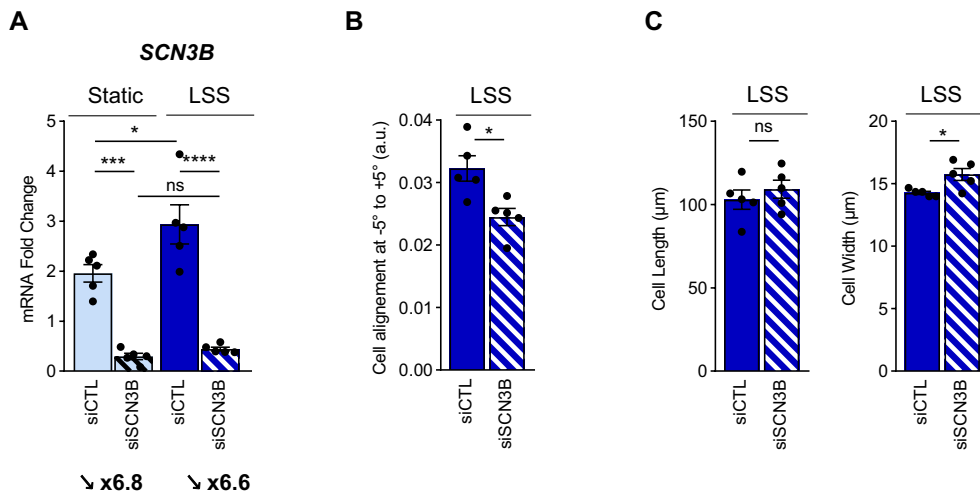 A
B
C
SCN3B
Static
LSS
mRNA Fold Change
5
4
3
2
1
0
*
***
****
ns
siCTL
siSCN3B
siCTL
siSCN3B
↘ x6.8
↘ x6.6
LSS
Cell alignement at -5° to +5° (a.u.)
0.04
0.03
0.02
0.01
0.00
*
siCTL
siSCN3B
LSS
Cell Length (μm)
150
100
50
0
ns
siCTL
siSCN3B
LSS
Cell Width (μm)
20
15
10
5
0
*
siCTL
siSCN3B